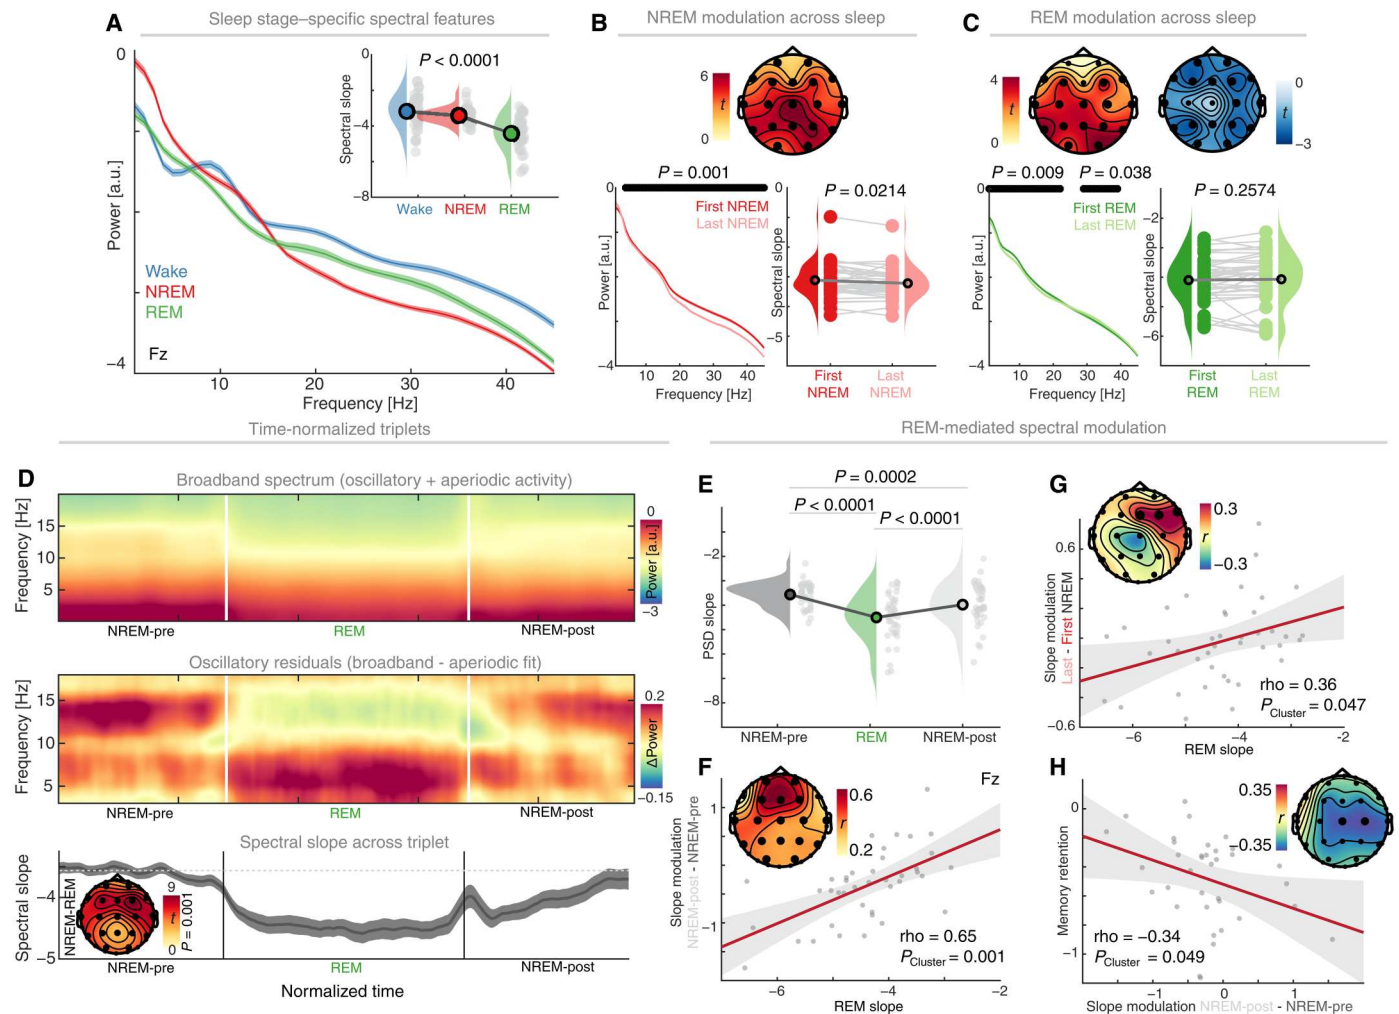 A
Sleep stage–specific spectral features
0
Power [a.u.]
−4
Wake
NREM
REM
Fz
10
20
30
40
Frequency [Hz]
P < 0.0001
0
−4
−8
Spectral slope
Wake
NREM
REM
B
NREM modulation across sleep
6
t
0
P = 0.001
0
First NREM
Last NREM
Power [a.u.]
−4
10
20
30
40
Frequency [Hz]
P = 0.0214
0
Spectral slope
−5
First
NREM
Last
NREM
C
REM modulation across sleep
4
t
0
0
t
−3
P = 0.009
P = 0.038
0
First REM
Last REM
Power [a.u.]
−4
10
20
30
40
Frequency [Hz]
P = 0.2574
−2
Spectral slope
−6
First
REM
Last
REM
Time-normalized triplets
D
Broadband spectrum (oscillatory + aperiodic activity)
Frequency [Hz]
15
10
5
0
Power [a.u.]
−3
NREM-pre
REM
NREM-post
Oscillatory residuals (broadband - aperiodic fit)
Frequency [Hz]
15
10
5
0.2
ΔPower
−0.15
NREM-pre
REM
NREM-post
Spectral slope across triplet
Spectral slope
−4
−5
NREM-REM
9
t
0
P = 0.001
NREM-pre
REM
NREM-post
Normalized time
REM-mediated spectral modulation
E
P = 0.0002
P < 0.0001
P < 0.0001
−2
PSD slope
−8
NREM-pre
REM
NREM-post
F
Fz
Slope modulation
NREM-post - NREM-pre
1
−1
0.6
r
0.2
rho = 0.65
PCluster = 0.001
−6
−4
−2
REM slope
G
0.3
r
−0.3
Slope modulation
Last - First NREM
0.6
−0.6
rho = 0.36
PCluster = 0.047
−6
−4
−2
REM slope
H
0.35
r
−0.35
Memory retention
0
−1
rho = −0.34
PCluster = 0.049
−1
0
1
Slope modulation NREM-post - NREM-pre